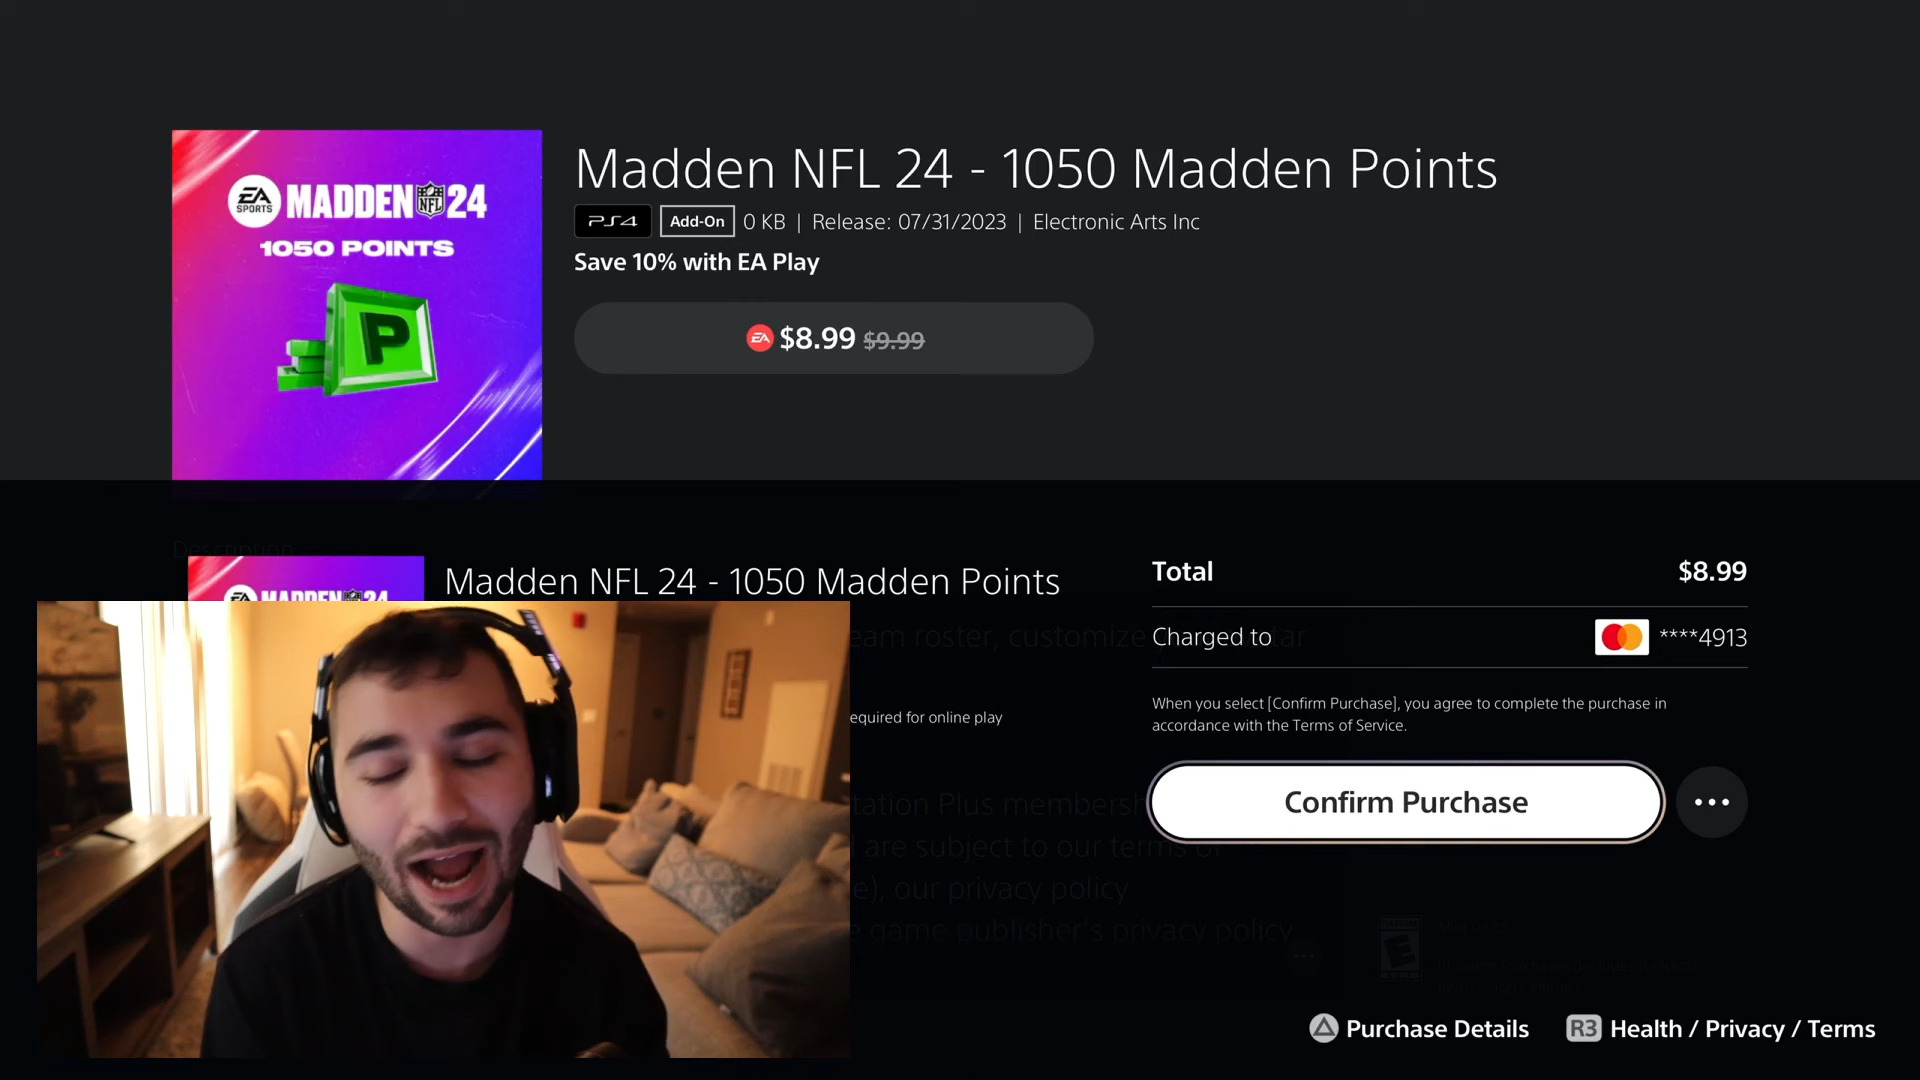 EA SPORTS MADDEN NFL 24
1050 POINTS
P
Madden NFL 24 - 1050 Madden Points
PS4 Add-On 0 KB | Release: 07/31/2023 | Electronic Arts Inc
Save 10% with EA Play
EA $8.99 $9.99
Description
MADDEN NFL 24
Madden NFL 24 - 1050 Madden Points
eam roster, customize
equired for online play
tation Plus membersh
are subject to our terms of
e), our privacy policy
e game publisher's privacy policy
Total $8.99
Charged to ****4913
When you select [Confirm Purchase], you agree to complete the purchase in
accordance with the Terms of Service.
Confirm Purchase
E
Purchase Details R3 Health / Privacy / Terms